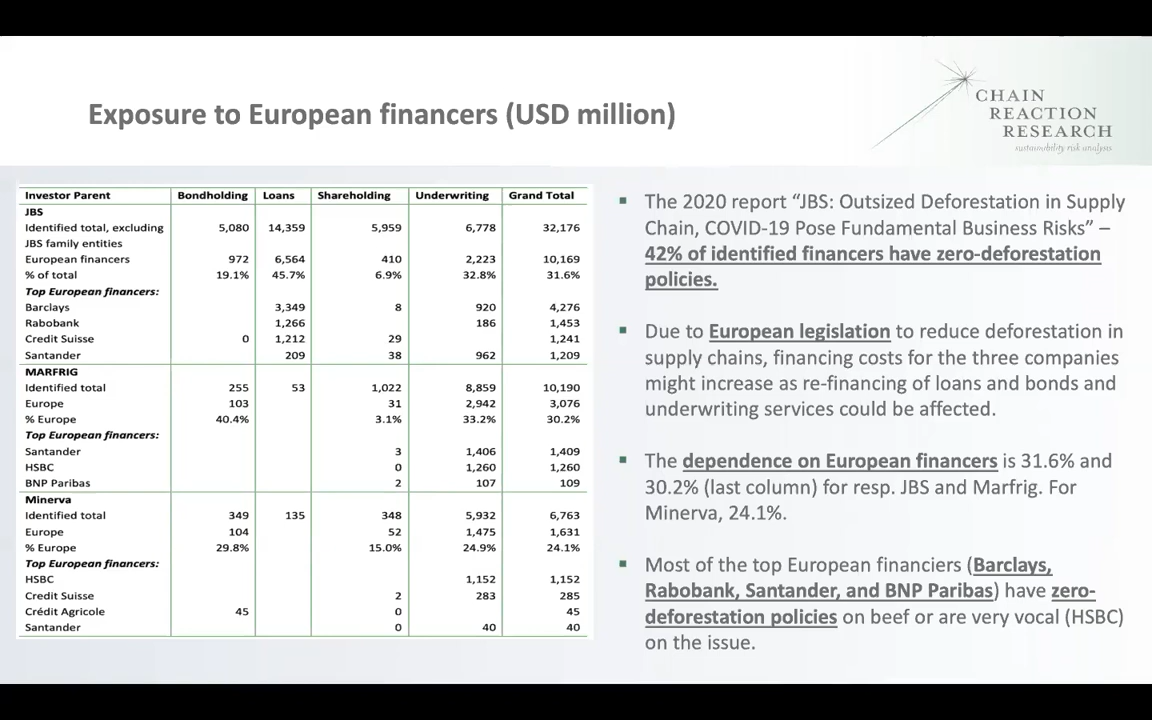 Exposure to European financers (USD million)
CHAIN
REACTION
RESEARCH
sustainability risk analysis
Investor Parent Bondholding Loans Shareholding Underwriting Grand Total
JBS
Identified total, excluding 5,080 14,359 5,959 6,778 32,176
JBS family entities
European financers 972 6,564 410 2,223 10,169
% of total 19.1% 45.7% 6.9% 32.8% 31.6%
Top European financers:
Barclays 3,349 8 920 4,276
Rabobank 1,266 186 1,453
Credit Suisse 0 1,212 29 1,241
Santander 209 38 962 1,209
MARFRIG
Identified total 255 53 1,022 8,859 10,190
Europe 103 31 2,942 3,076
% Europe 40.4% 3.1% 33.2% 30.2%
Top European financers:
Santander 3 1,406 1,409
HSBC 0 1,260 1,260
BNP Paribas 2 107 109
Minerva
Identified total 349 135 348 5,932 6,763
Europe 104 52 1,475 1,631
% Europe 29.8% 15.0% 24.9% 24.1%
Top European financers:
HSBC 1,152 1,152
Credit Suisse 2 283 285
Crédit Agricole 45 0 45
Santander 0 40 40
▪ The 2020 report “JBS: Outsized Deforestation in Supply
Chain, COVID-19 Pose Fundamental Business Risks” –
42% of identified financers have zero-deforestation
policies.
▪ Due to European legislation to reduce deforestation in
supply chains, financing costs for the three companies
might increase as re-financing of loans and bonds and
underwriting services could be affected.
▪ The dependence on European financers is 31.6% and
30.2% (last column) for resp. JBS and Marfrig. For
Minerva, 24.1%.
▪ Most of the top European financiers (Barclays,
Rabobank, Santander, and BNP Paribas) have zero-
deforestation policies on beef or are very vocal (HSBC)
on the issue.